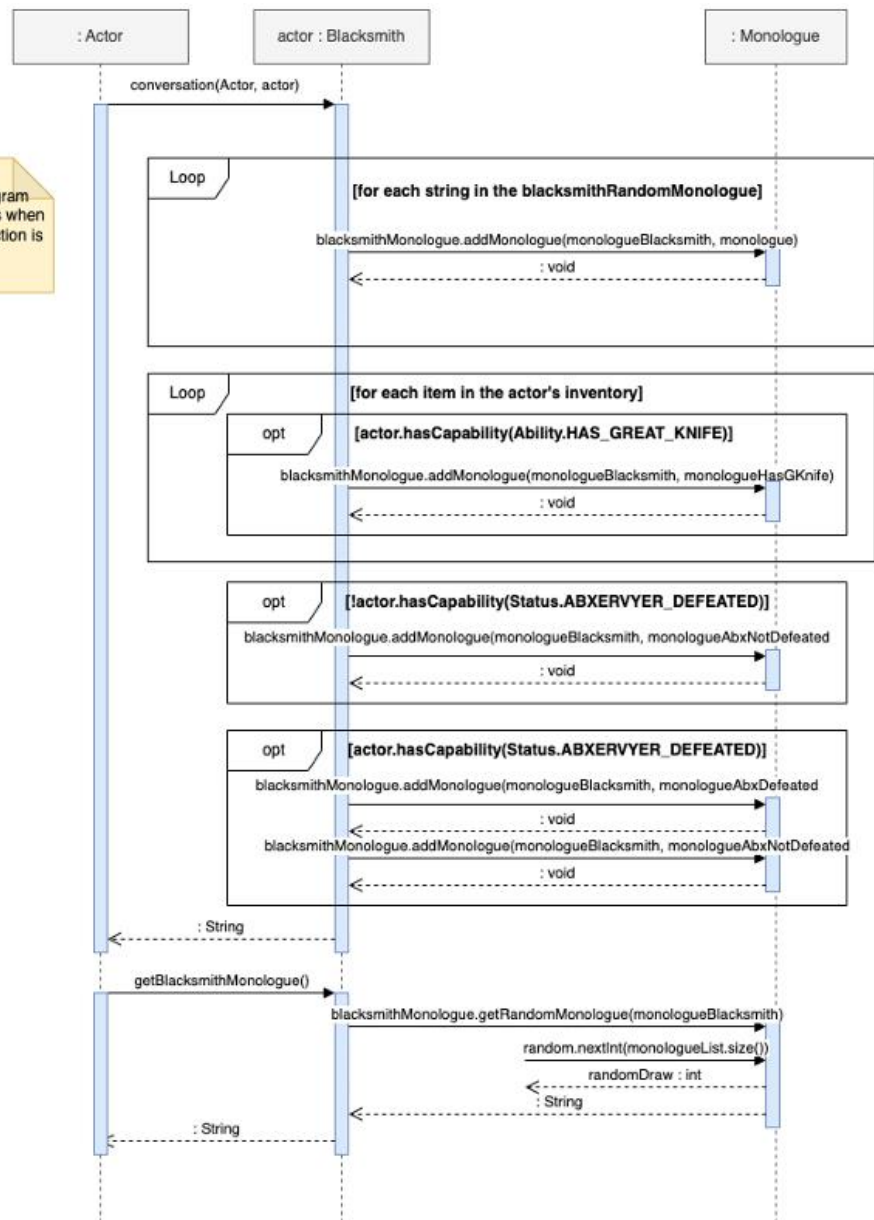 : Actor
actor : Blacksmith
: Monologue
conversation(Actor, actor)
gram
s when
tion is
Loop
[for each string in the blacksmithRandomMonologue]
blacksmithMonologue.addMonologue(monologueBlacksmith, monologue)
: void
Loop
[for each item in the actor's inventory]
opt
[actor.hasCapability(Ability.HAS_GREAT_KNIFE)]
blacksmithMonologue.addMonologue(monologueBlacksmith, monologueHasGKnife)
: void
opt
[!actor.hasCapability(Status.ABXERVYER_DEFEATED)]
blacksmithMonologue.addMonologue(monologueBlacksmith, monologueAbxNotDefeated
: void
opt
[actor.hasCapability(Status.ABXERVYER_DEFEATED)]
blacksmithMonologue.addMonologue(monologueBlacksmith, monologueAbxDefeated
: void
blacksmithMonologue.addMonologue(monologueBlacksmith, monologueAbxNotDefeated
: void
: String
getBlacksmithMonologue()
blacksmithMonologue.getRandomMonologue(monologueBlacksmith)
random.nextInt(monologueList.size())
randomDraw : int
: String
: String